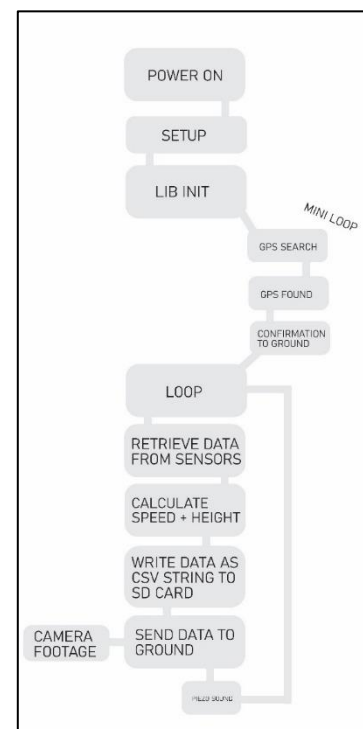 POWER ON
SETUP
LIB INIT
MINI LOOP
GPS SEARCH
GPS FOUND
CONFIRMATION
TO GROUND
LOOP
RETRIEVE DATA
FROM SENSORS
CALCULATE
SPEED + HEIGHT
WRITE DATA AS
CSV STRING TO
SD CARD
CAMERA
FOOTAGE
SEND DATA TO
GROUND
PIEZO SOUND